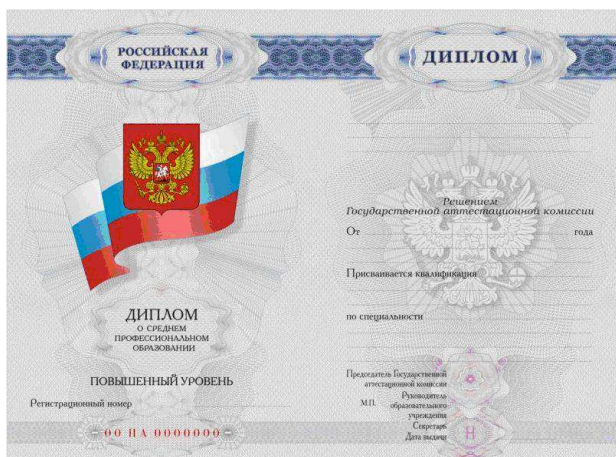 РОССИЙСКАЯ
ФЕДЕРАЦИЯ
ДИПЛОМ
О СРЕДНЕМ
ПРОФЕССИОНАЛЬНОМ
ОБРАЗОВАНИИ
ПОВЫШЕННЫЙ УРОВЕНЬ
Регистрационный номер
00 ПА 0000000
ДИПЛОМ
Решением
Государственной аттестационной комиссии
От года
Присваивается квалификация
по специальности
Председатель Государственной
аттестационной комиссии
Руководитель
М.П. образовательного
учреждения
Секретарь
Дата выдачи